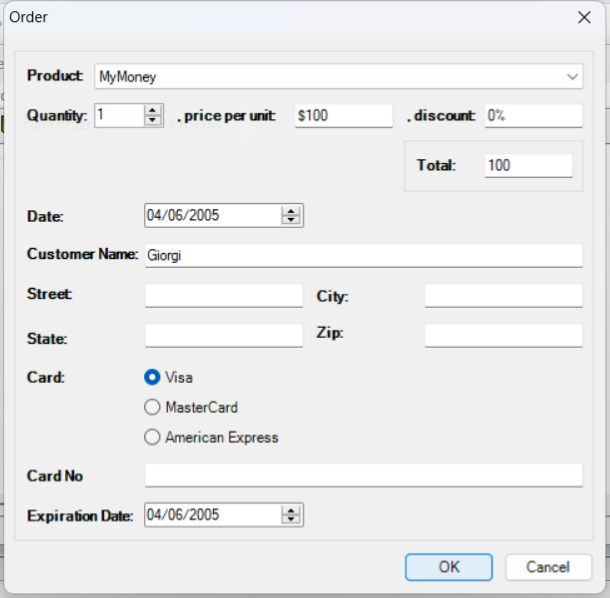 Order
Product: MyMoney
Quantity: 1 , price per unit: $100 , discount: 0%
Total: 100
Date: 04/06/2005
Customer Name: Giorgi
Street: City:
State: Zip:
Card: Visa
MasterCard
American Express
Card No
Expiration Date: 04/06/2005
OK Cancel